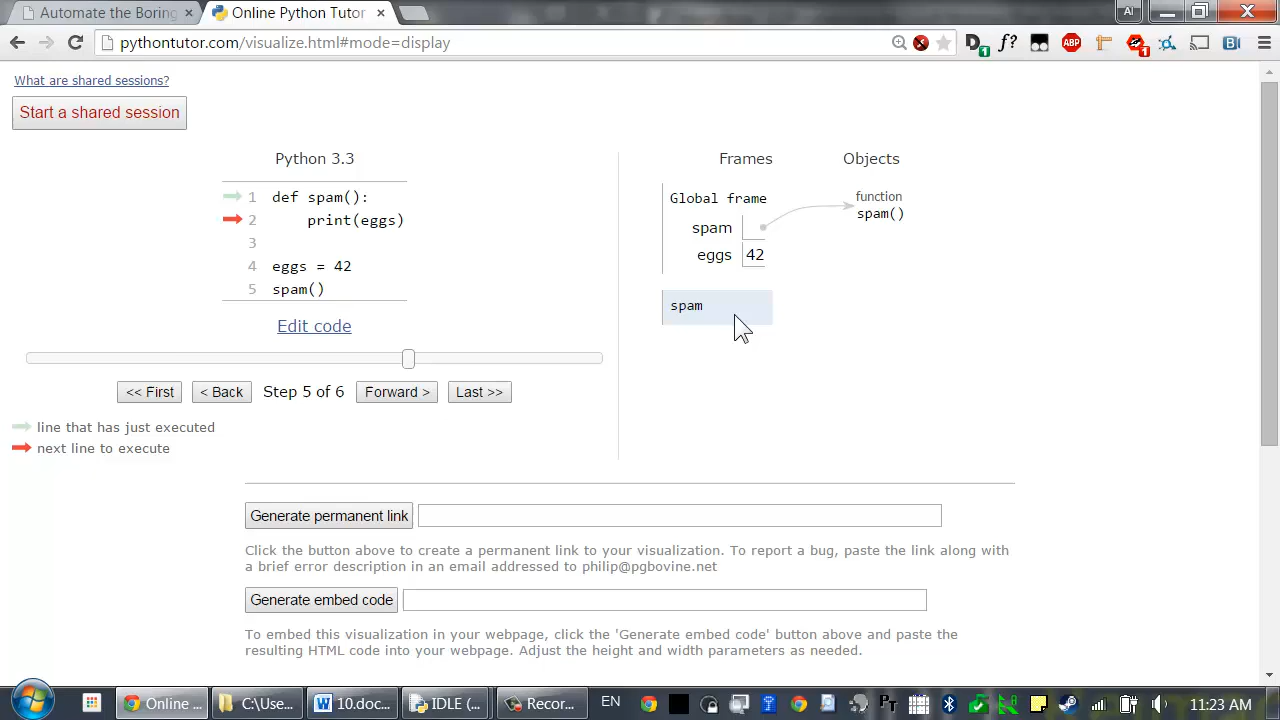 Automate the Boring × Online Python Tutor ×
pythontutor.com/visualize.html#mode=display
What are shared sessions?
Start a shared session
Python 3.3
1 def spam():
2 print(eggs)
3
4 eggs = 42
5 spam()
Edit code
<< First < Back Step 5 of 6 Forward > Last >>
line that has just executed
next line to execute
Frames Objects
Global frame
spam
eggs 42
function
spam()
spam
Generate permanent link
Click the button above to create a permanent link to your visualization. To report a bug, paste the link along with
a brief error description in an email addressed to philip@pgbovine.net
Generate embed code
To embed this visualization in your webpage, click the 'Generate embed code' button above and paste the
resulting HTML code into your webpage. Adjust the height and width parameters as needed.
Online ... C:\Use... 10.doc... IDLE (... Recor... EN 11:23 AM